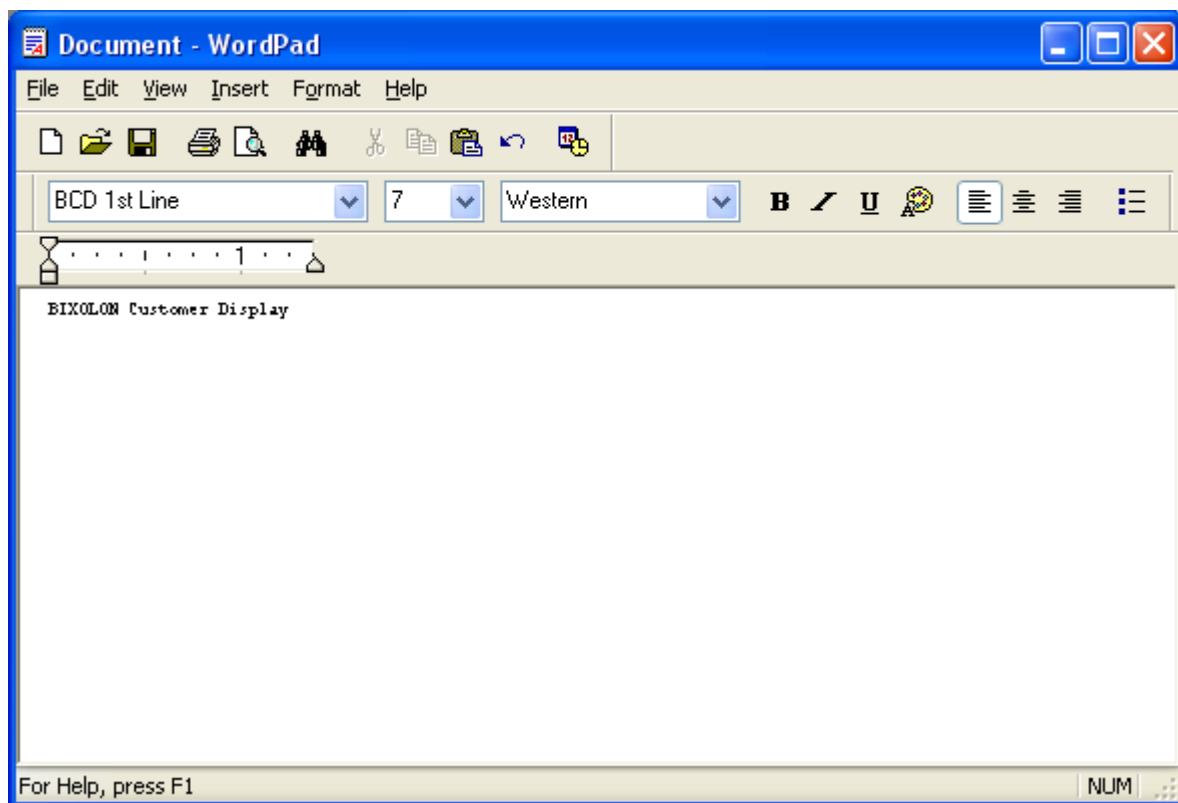 Document - WordPad
File Edit View Insert Format Help
BCD 1st Line 7 Western B U
1
BIXOLON Customer Display
For Help, press F1 NUM